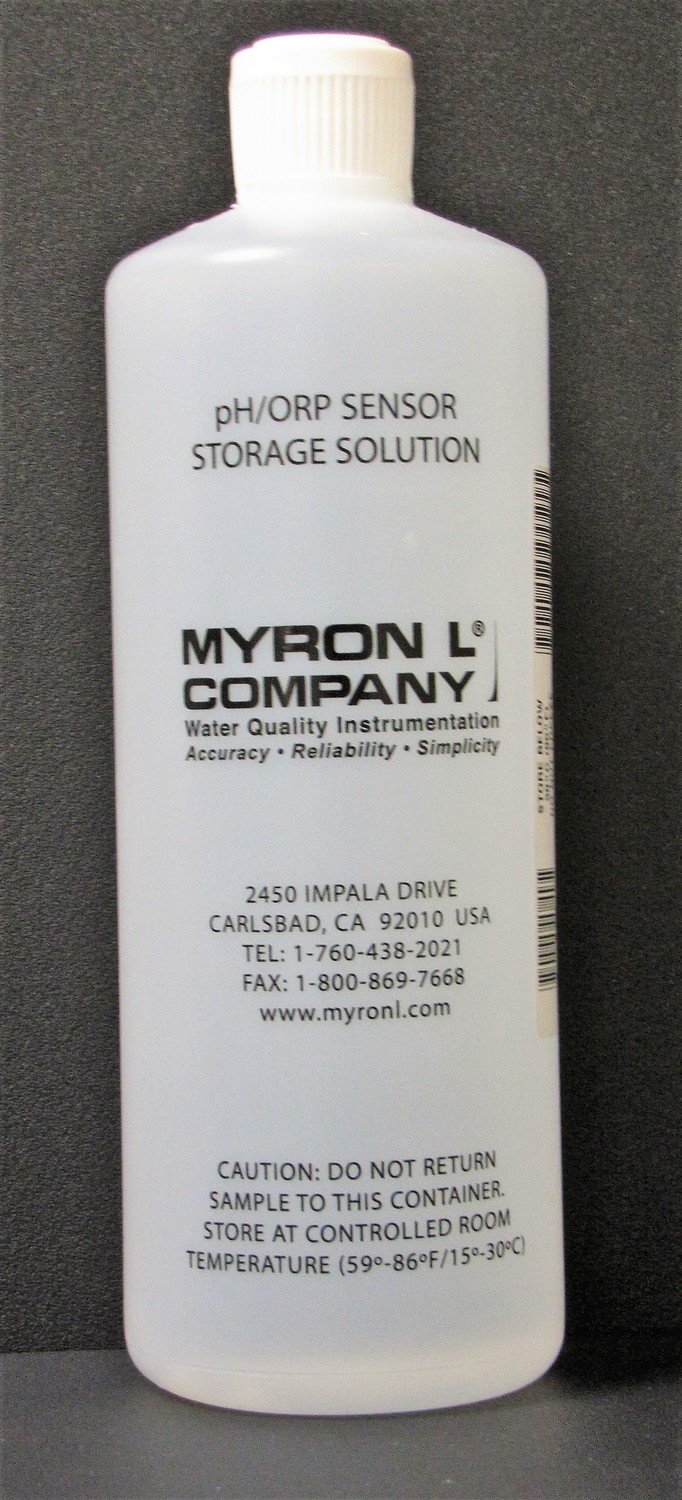 pH/ORP SENSOR
STORAGE SOLUTION
MYRON L®
COMPANY
Water Quality Instrumentation
Accuracy • Reliability • Simplicity
2450 IMPALA DRIVE
CARLSBAD, CA 92010 USA
TEL: 1-760-438-2021
FAX: 1-800-869-7668
www.myronl.com
CAUTION: DO NOT RETURN
SAMPLE TO THIS CONTAINER.
STORE AT CONTROLLED ROOM
TEMPERATURE (59º-86ºF/15º-30ºC)
STORE BELOW